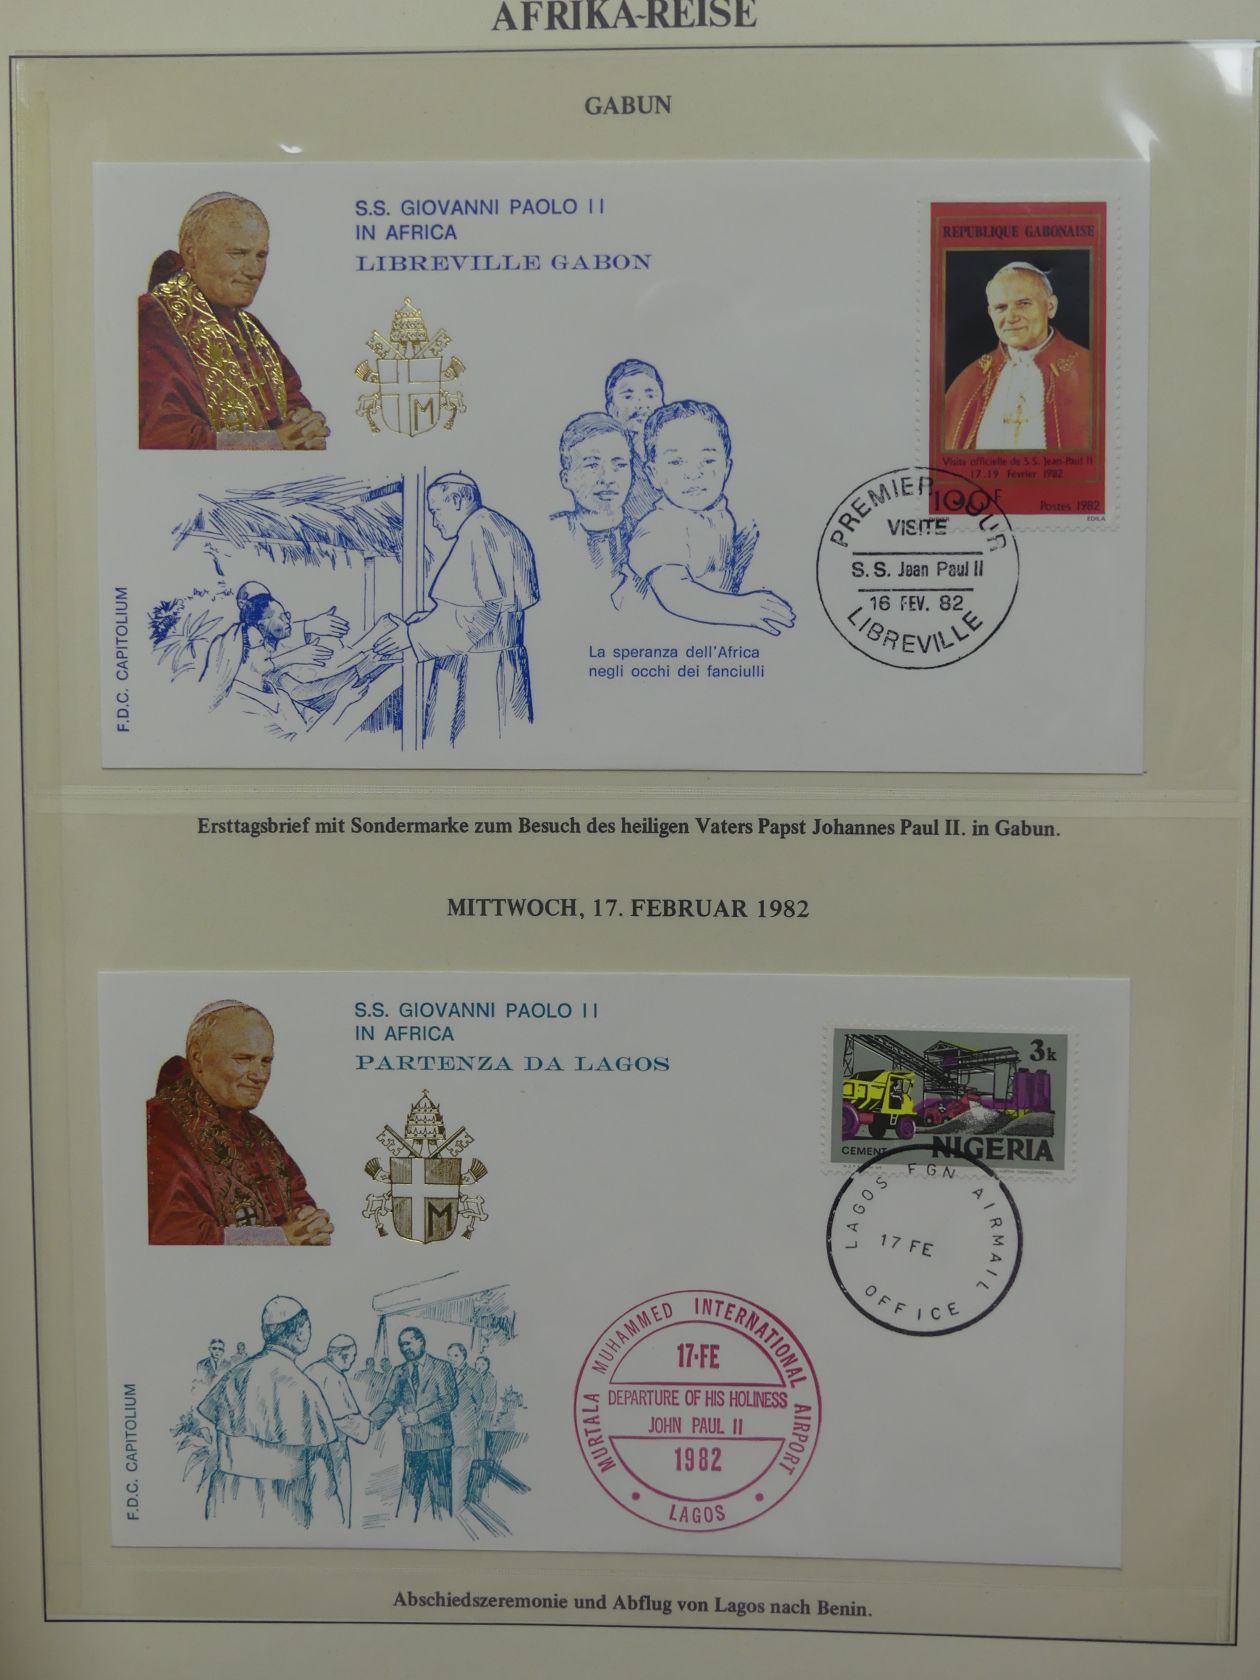 AFRIKA-REISE
GABUN
S.S. GIOVANNI PAOLO II
IN AFRICA
LIBREVILLE GABON
REPUBLIQUE GABONAISE
Visite officielle de S.S. Jean-Paul II
17.19 Février 1982
100F
Postes 1982
EDILA
PREMIER JOUR
VISITE
S. S. Jean Paul II
16 FEV. 82
LIBREVILLE
M
La speranza dell'Africa
negli occhi dei fanciulli
F.D.C. CAPITOLIUM
Ersttagsbrief mit Sondermarke zum Besuch des heiligen Vaters Papst Johannes Paul II. in Gabun.
MITTWOCH, 17. FEBRUAR 1982
S.S. GIOVANNI PAOLO II
IN AFRICA
PARTENZA DA LAGOS
3k
CEMENT
NIGERIA
LAGOS FGN AIRMAIL
17 FE
OFFICE
M
MURTALA MUHAMMED INTERNATIONAL AIRPORT
17·FE
DEPARTURE OF HIS HOLINESS
JOHN PAUL II
1982
• LAGOS •
F.D.C. CAPITOLIUM
Abschiedszeremonie und Abflug von Lagos nach Benin.